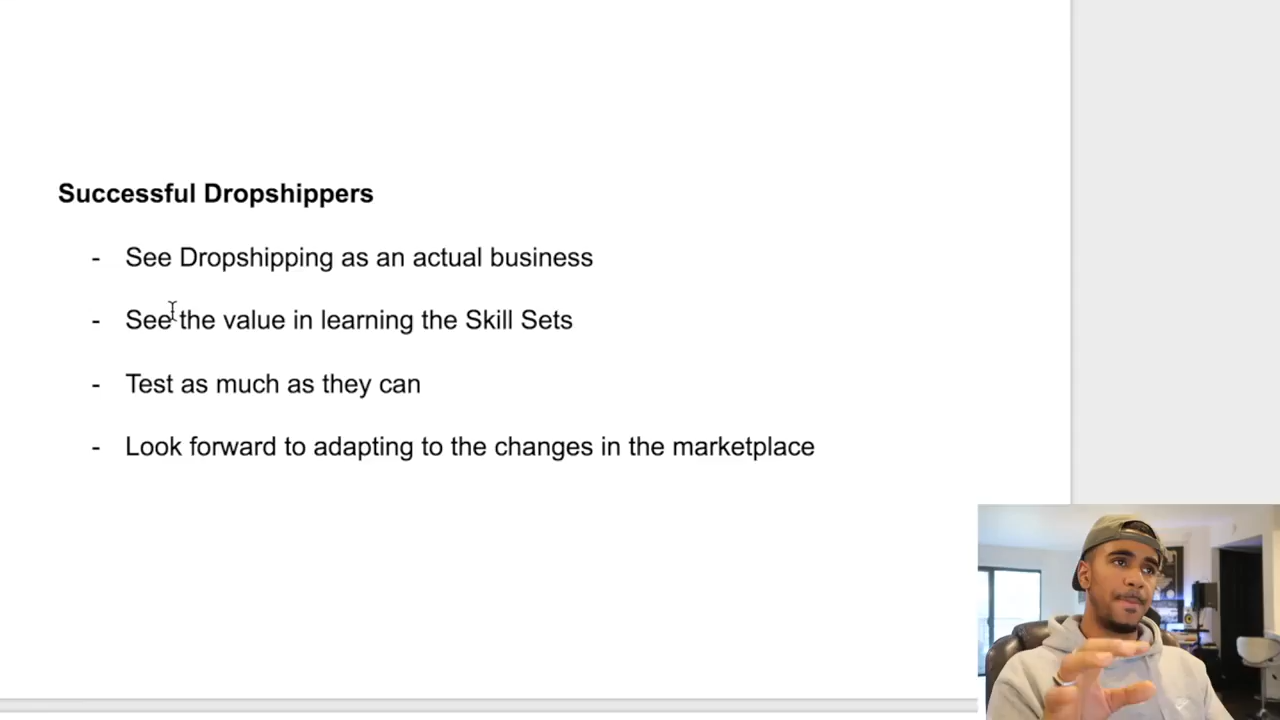 Successful Dropshippers
- See Dropshipping as an actual business
- See the value in learning the Skill Sets
- Test as much as they can
- Look forward to adapting to the changes in the marketplace